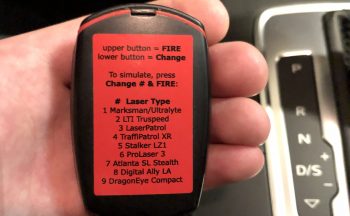 upper button = FIRE
lower button = Change
To simulate, press
Change # & FIRE:
# Laser Type
1 Marksman/Ultralyte
2 LTI Truspeed
3 LaserPatrol
4 TraffiPatrol XR
5 Stalker LZ1
6 ProLaser 3
7 Atlanta SL Stealth
8 Digital Ally LA
9 DragonEye Compact
P
R
N
D/S
+
-